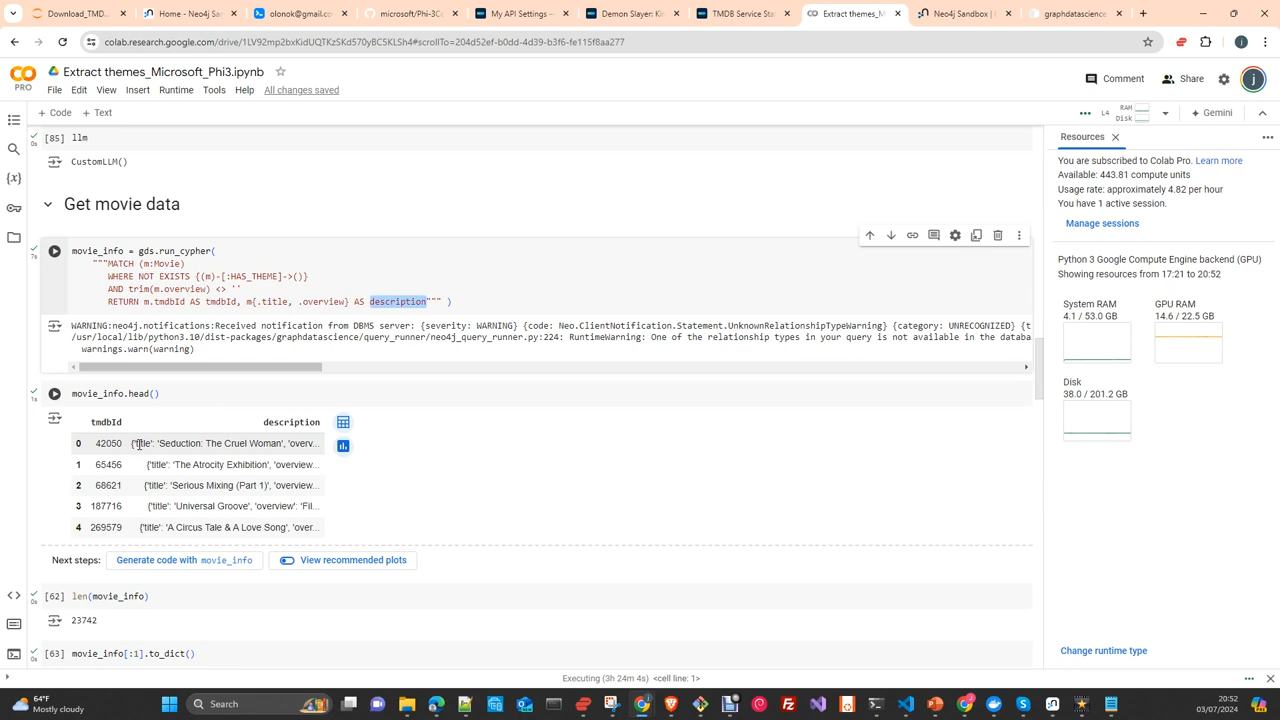 Download_TMD...
Home - Neo4j Sa
olonok@gmail.co
microsoft/Phi-3C
My API Settings —
Demon Slayer: Ki
TMDB Service Sta
Extract themes_M
Neo4j Sandbox | L
graphdatascience
colab.research.google.com/drive/1LV92mp2bxKidUQTKzSKd570yBC5KLSh4#scrollTo=204d52ef-b0dd-4d39-b3f6-fe115f8aa277
CO PRO
Extract themes_Microsoft_Phi3.ipynb
File Edit View Insert Runtime Tools Help All changes saved
Comment Share j
+ Code + Text
L4 RAM Disk Gemini
[85] llm
0s
CustomLLM()
Get movie data
movie_info = gds.run_cypher(
7s
"""MATCH (m:Movie)
WHERE NOT EXISTS {(m)-[:HAS_THEME]->()}
AND trim(m.overview) <> ''
RETURN m.tmdbId AS tmdbId, m{.title, .overview} AS description""" )
WARNING:neo4j.notifications:Received notification from DBMS server: {severity: WARNING} {code: Neo.ClientNotification.Statement.UnknownRelationshipTypeWarning} {category: UNRECOGNIZED} {t
/usr/local/lib/python3.10/dist-packages/graphdatascience/query_runner/neo4j_query_runner.py:224: RuntimeWarning: One of the relationship types in your query is not available in the databa
warnings.warn(warning)
movie_info.head()
1s
tmdbId description
0 42050 {'title': 'Seduction: The Cruel Woman', 'overv...
1 65456 {'title': 'The Atrocity Exhibition', 'overview...
2 68621 {'title': 'Serious Mixing (Part 1)', 'overview...
3 187716 {'title': 'Universal Groove', 'overview': 'Fil...
4 269579 {'title': 'A Circus Tale & A Love Song', 'over...
Next steps: Generate code with movie_info View recommended plots
[62] len(movie_info)
0s
23742
[63] movie_info[:1].to_dict()
0s
Resources
You are subscribed to Colab Pro. Learn more
Available: 443.81 compute units
Usage rate: approximately 4.82 per hour
You have 1 active session.
Manage sessions
Python 3 Google Compute Engine backend (GPU)
Showing resources from 17:21 to 20:52
System RAM
4.1 / 53.0 GB
GPU RAM
14.6 / 22.5 GB
Disk
38.0 / 201.2 GB
Change runtime type
Executing (3h 24m 4s) <cell line: 1>
64°F
Mostly cloudy
Search
20:52
03/07/2024